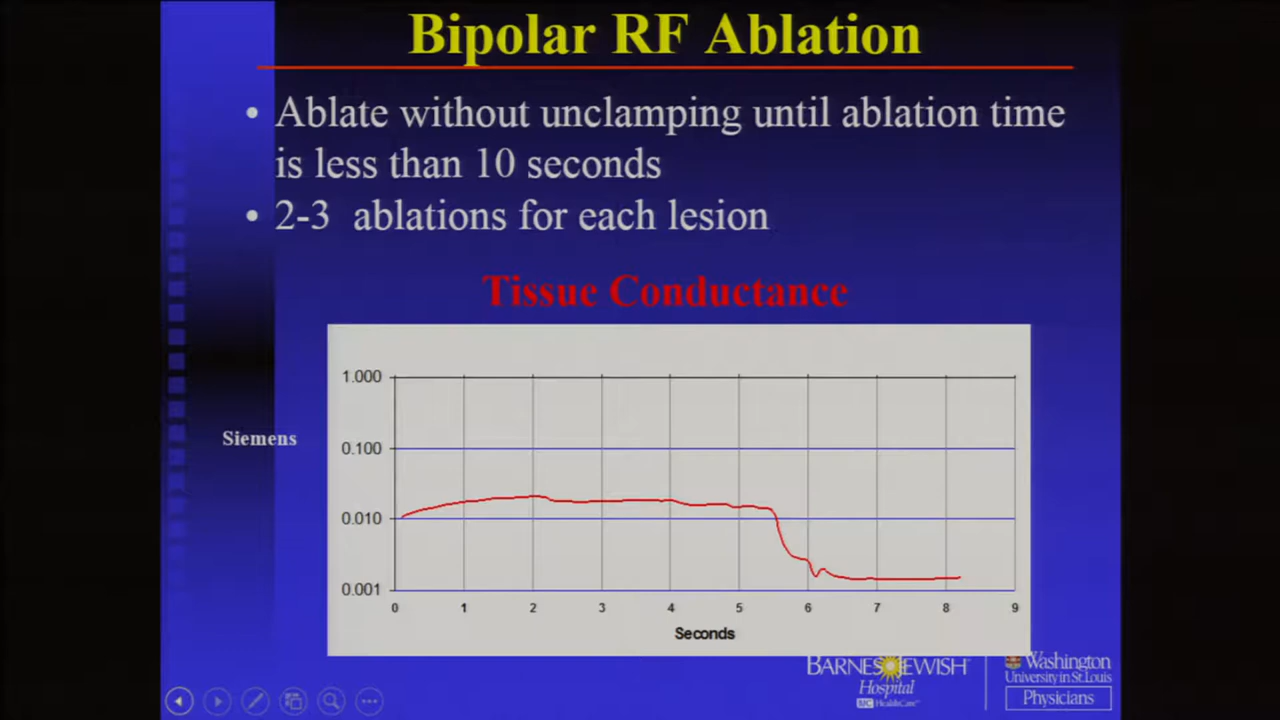 Bipolar RF Ablation
• Ablate without unclamping until ablation time
is less than 10 seconds
• 2-3 ablations for each lesion
Tissue Conductance
Siemens
1.000
0.100
0.010
0.001
0 1 2 3 4 5 6 7 8 9
Seconds
BARNES JEWISH
Hospital
BJC HealthCare
Washington
University in St. Louis
Physicians